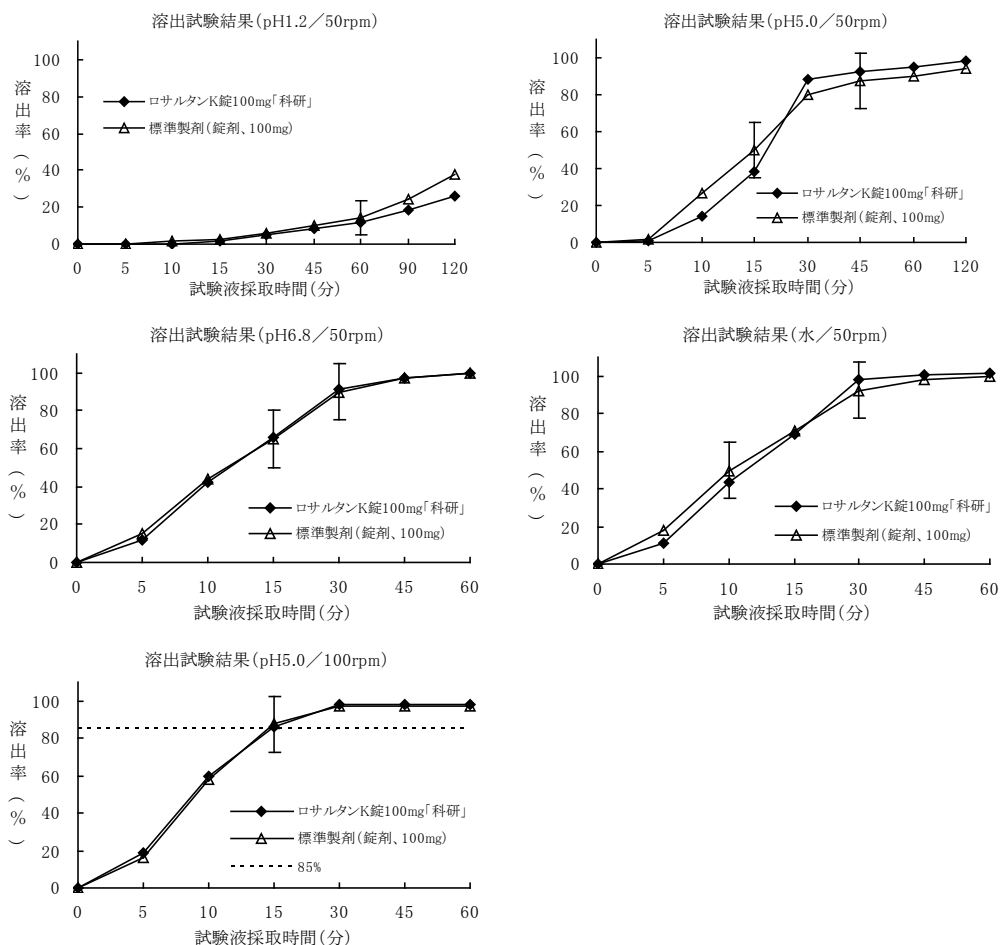 溶出試験結果(pH1.2／50rpm)
溶出率(%)
100
80
60
40
20
0
ロサルタンK錠100mg「科研」
標準製剤(錠剤、100mg)
0 5 10 15 30 45 60 90 120
試験液採取時間(分)
溶出試験結果(pH5.0／50rpm)
溶出率(%)
100
80
60
40
20
0
ロサルタンK錠100mg「科研」
標準製剤(錠剤、100mg)
0 5 10 15 30 45 60 120
試験液採取時間(分)
溶出試験結果(pH6.8／50rpm)
溶出率(%)
100
80
60
40
20
0
ロサルタンK錠100mg「科研」
標準製剤(錠剤、100mg)
0 5 10 15 30 45 60
試験液採取時間(分)
溶出試験結果(水／50rpm)
溶出率(%)
100
80
60
40
20
0
ロサルタンK錠100mg「科研」
標準製剤(錠剤、100mg)
0 5 10 15 30 45 60
試験液採取時間(分)
溶出試験結果(pH5.0／100rpm)
溶出率(%)
100
80
60
40
20
0
ロサルタンK錠100mg「科研」
標準製剤(錠剤、100mg)
85%
0 5 10 15 30 45 60
試験液採取時間(分)